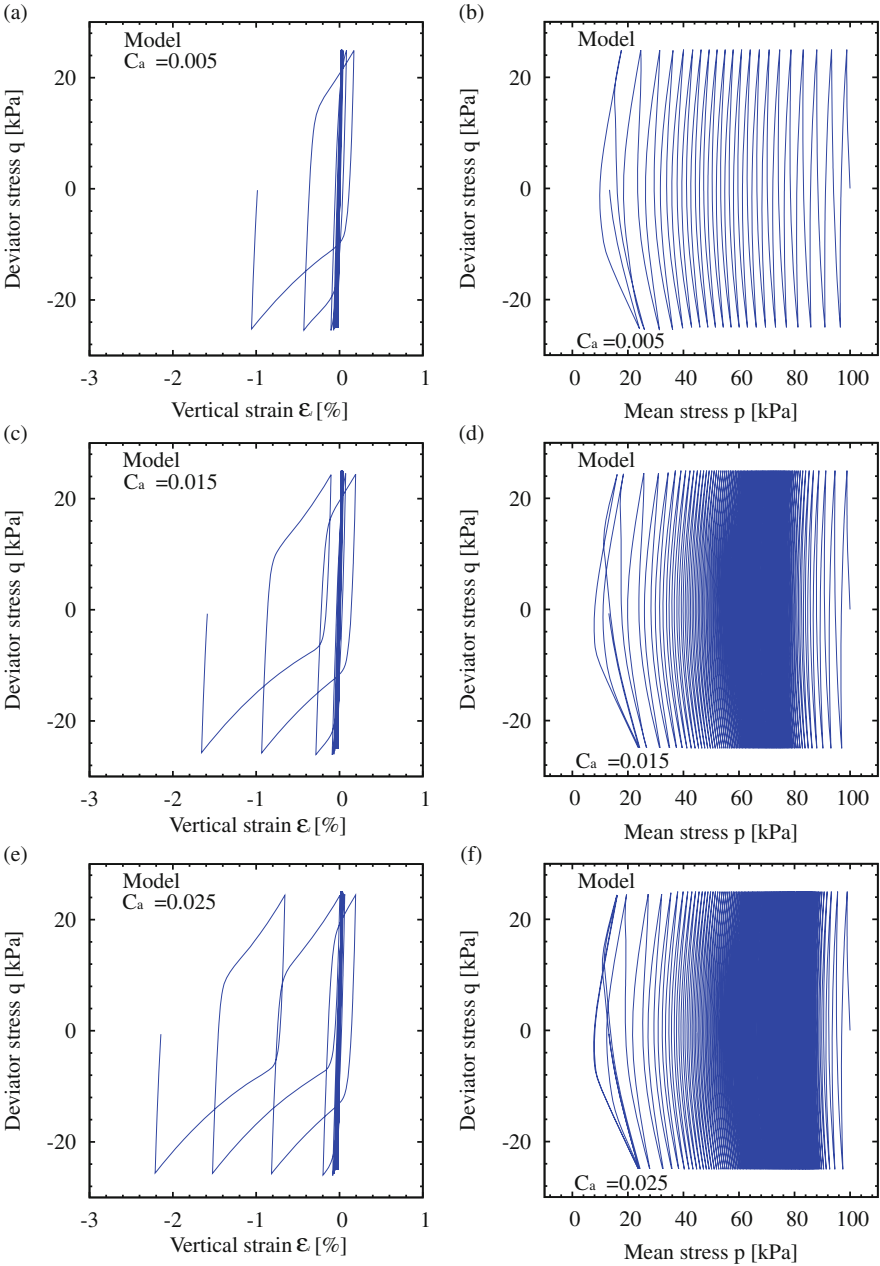 (a)
Model
Cₐ =0.005
Deviator stress q [kPa]
20
0
-20
-3
-2
-1
0
1
Vertical strain ε [%]
(b)
Model
Cₐ =0.005
Deviator stress q [kPa]
20
0
-20
0
20
40
60
80
100
Mean stress p [kPa]
(c)
Model
Cₐ =0.015
Deviator stress q [kPa]
20
0
-20
-3
-2
-1
0
1
Vertical strain ε [%]
(d)
Model
Cₐ =0.015
Deviator stress q [kPa]
20
0
-20
0
20
40
60
80
100
Mean stress p [kPa]
(e)
Model
Cₐ =0.025
Deviator stress q [kPa]
20
0
-20
-3
-2
-1
0
1
Vertical strain ε [%]
(f)
Model
Cₐ =0.025
Deviator stress q [kPa]
20
0
-20
0
20
40
60
80
100
Mean stress p [kPa]